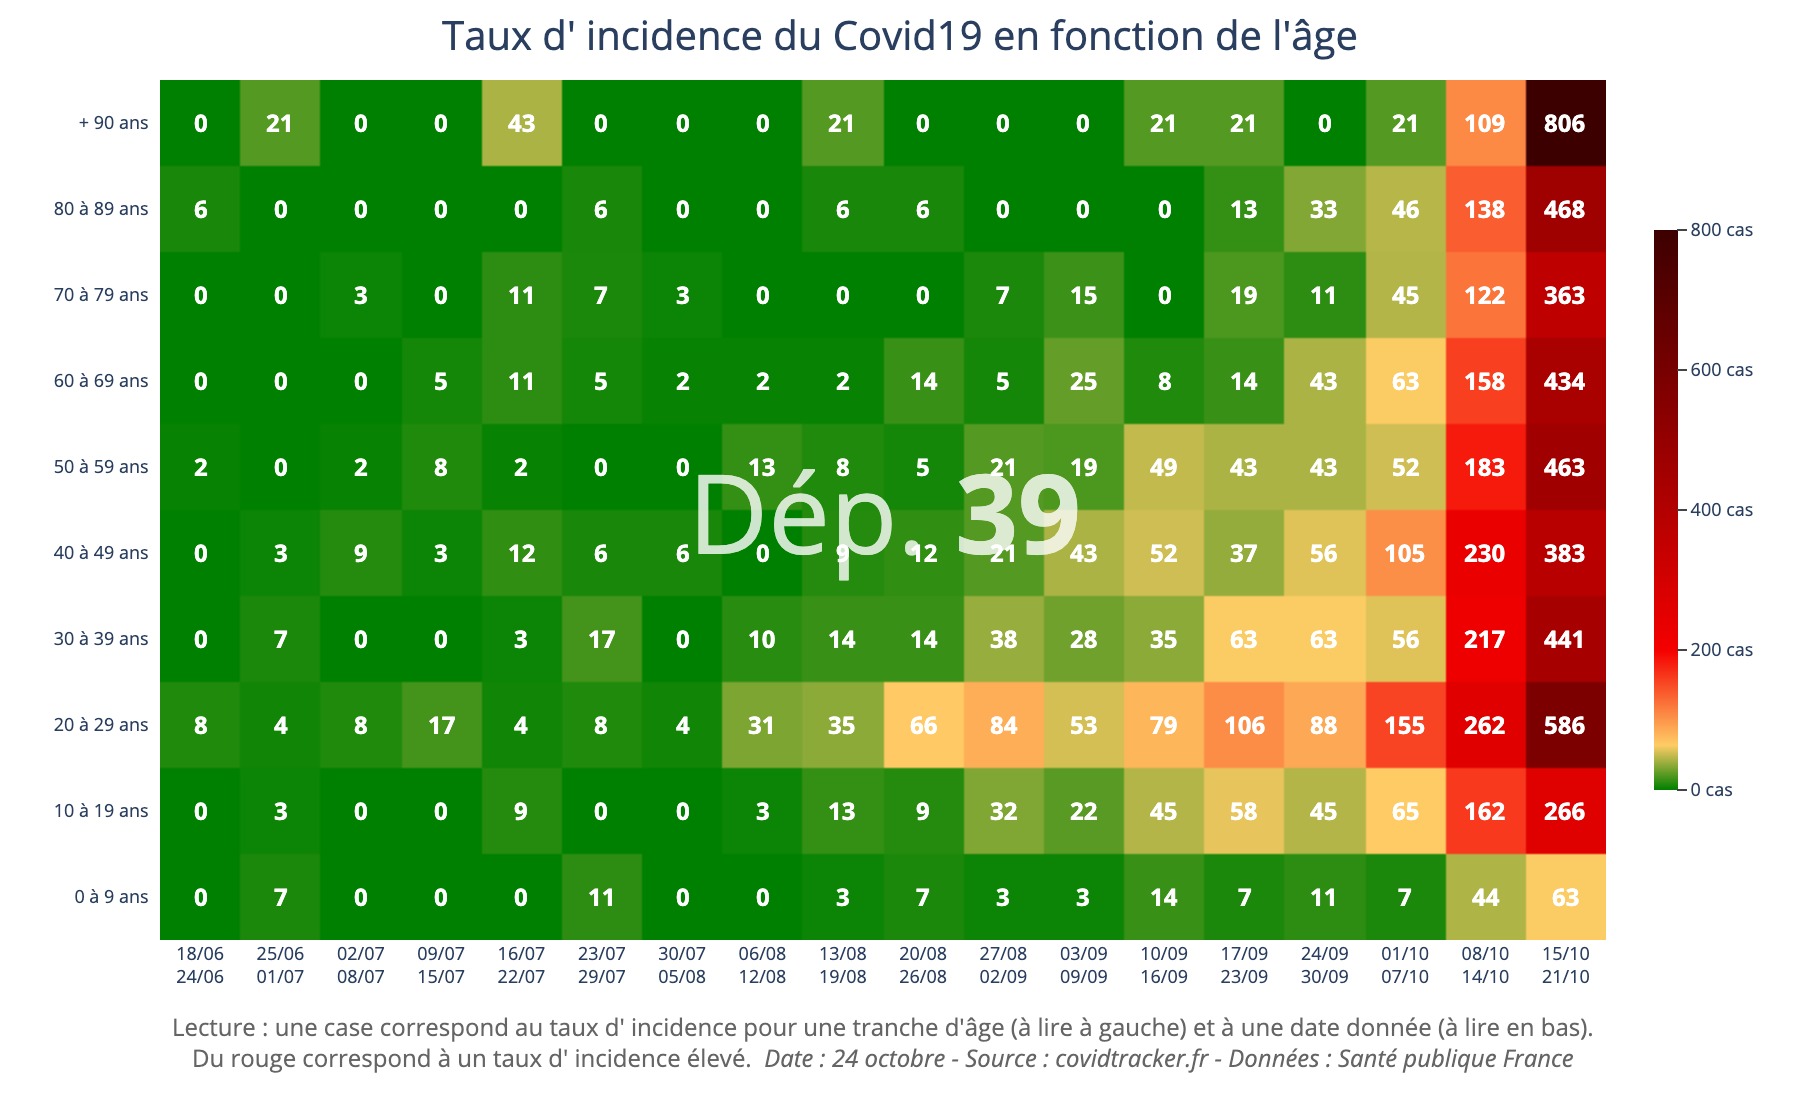 Taux d' incidence du Covid19 en fonction de l'âge
+ 90 ans 0 21 0 0 43 0 0 0 21 0 0 0 21 21 0 21 109 806
80 à 89 ans 6 0 0 0 0 6 0 0 6 6 0 0 0 13 33 46 138 468
70 à 79 ans 0 0 3 0 11 7 3 0 0 0 7 15 0 19 11 45 122 363
60 à 69 ans 0 0 0 5 11 5 2 2 2 14 5 25 8 14 43 63 158 434
50 à 59 ans 2 0 2 8 2 0 0 13 8 5 21 19 49 43 43 52 183 463
Dép. 39
40 à 49 ans 0 3 9 3 12 6 6 0 9 12 21 43 52 37 56 105 230 383
30 à 39 ans 0 7 0 0 3 17 0 10 14 14 38 28 35 63 63 56 217 441
20 à 29 ans 8 4 8 17 4 8 4 31 35 66 84 53 79 106 88 155 262 586
10 à 19 ans 0 3 0 0 9 0 0 3 13 9 32 22 45 58 45 65 162 266
0 à 9 ans 0 7 0 0 0 11 0 0 3 7 3 3 14 7 11 7 44 63
18/06 25/06 02/07 09/07 16/07 23/07 30/07 06/08 13/08 20/08 27/08 03/09 10/09 17/09 24/09 01/10 08/10 15/10
24/06 01/07 08/07 15/07 22/07 29/07 05/08 12/08 19/08 26/08 02/09 09/09 16/09 23/09 30/09 07/10 14/10 21/10
800 cas
600 cas
400 cas
200 cas
0 cas
Lecture : une case correspond au taux d' incidence pour une tranche d'âge (à lire à gauche) et à une date donnée (à lire en bas).
Du rouge correspond à un taux d' incidence élevé. Date : 24 octobre - Source : covidtracker.fr - Données : Santé publique France